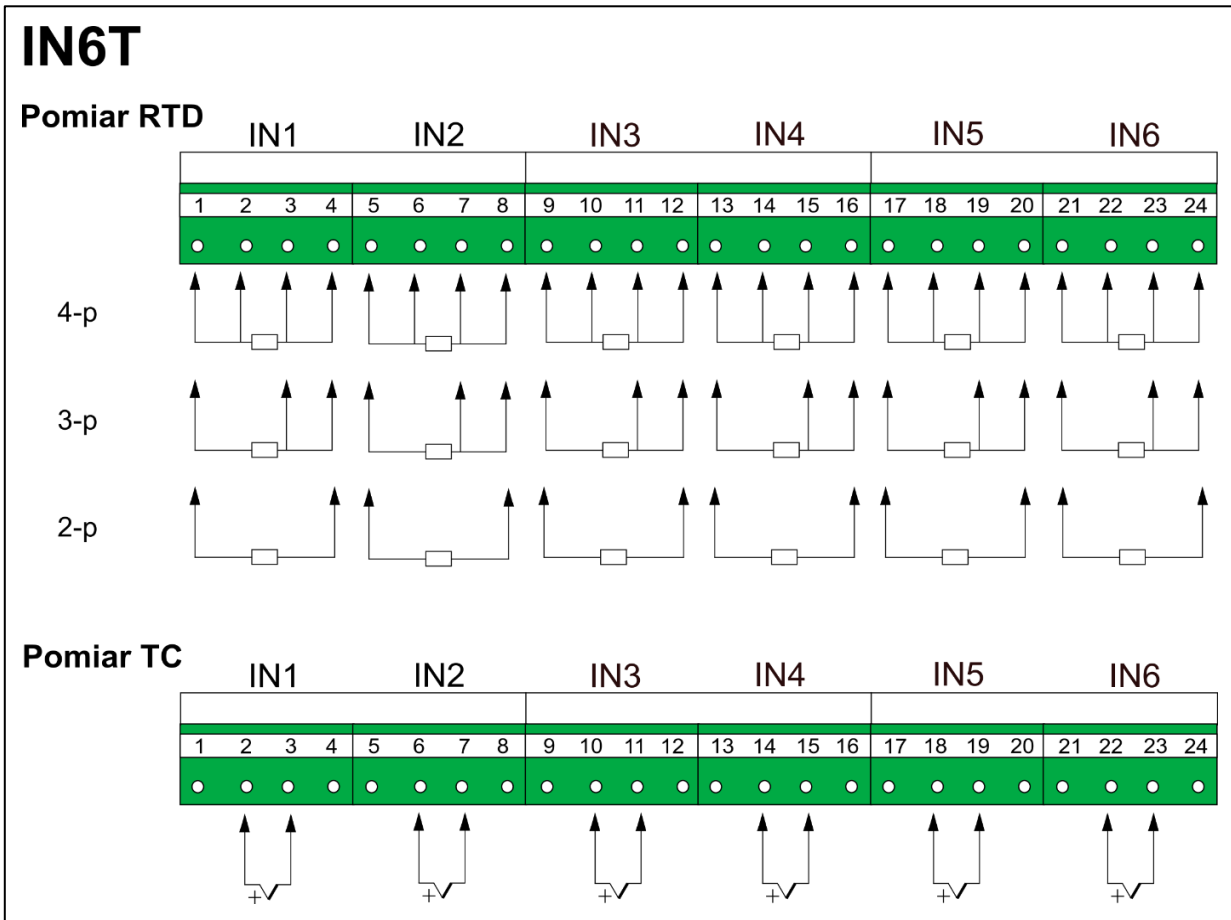 IN6T
Pomiar RTD
IN1 IN2 IN3 IN4 IN5 IN6
1 2 3 4 5 6 7 8 9 10 11 12 13 14 15 16 17 18 19 20 21 22 23 24
4-p
3-p
2-p
Pomiar TC
IN1 IN2 IN3 IN4 IN5 IN6
1 2 3 4 5 6 7 8 9 10 11 12 13 14 15 16 17 18 19 20 21 22 23 24
+ + + + + +